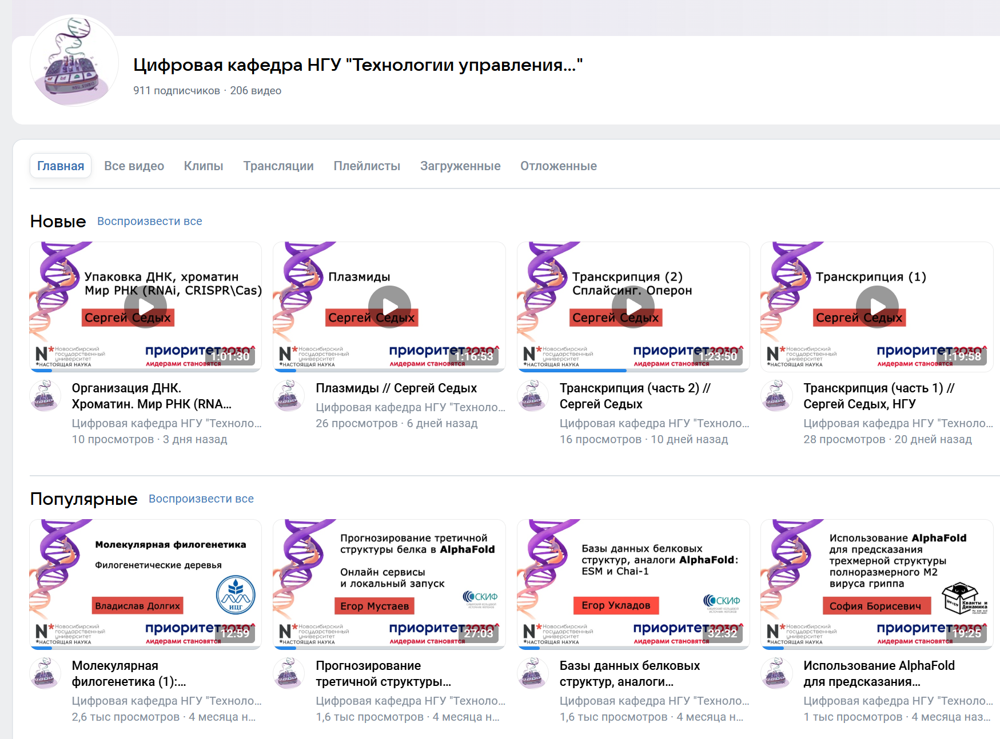 Цифровая кафедра НГУ "Технологии управления..."
911 подписчиков · 206 видео
Главная
Все видео
Клипы
Трансляции
Плейлисты
Загруженные
Отложенные
Новые
Воспроизвести все
Упаковка ДНК, хроматин
Мир РНК (RNAi, CRISPR\Cas)
Сергей Седых
N* Новосибирский
государственный
университет
*НАСТОЯЩАЯ НАУКА
приоритет2030^
лидерами становятся
1:01:30
Организация ДНК.
Хроматин. Мир РНК (RNA...
Цифровая кафедра НГУ "Техноло...
10 просмотров · 3 дня назад
Плазмиды
Сергей Седых
N* Новосибирский
государственный
университет
*НАСТОЯЩАЯ НАУКА
приоритет2030^
лидерами становятся
1:16:53
Плазмиды // Сергей Седых
Цифровая кафедра НГУ "Техноло...
26 просмотров · 6 дней назад
Транскрипция (2)
Сплайсинг. Оперон
Сергей Седых
N* Новосибирский
государственный
университет
*НАСТОЯЩАЯ НАУКА
приоритет2030^
лидерами становятся
1:23:50
Транскрипция (часть 2) //
Сергей Седых
Цифровая кафедра НГУ "Техноло...
16 просмотров · 10 дней назад
Транскрипция (1)
Сергей Седых
N* Новосибирский
государственный
университет
*НАСТОЯЩАЯ НАУКА
приоритет2030^
лидерами становятся
1:19:58
Транскрипция (часть 1) //
Сергей Седых, НГУ
Цифровая кафедра НГУ "Техноло...
28 просмотров · 20 дней назад
Популярные
Воспроизвести все
Молекулярная филогенетика
Филогенетические деревья
ИЦГ
Владислав Долгих
N* Новосибирский
государственный
университет
*НАСТОЯЩАЯ НАУКА
приоритет2030^
лидерами становятся
12:59
Молекулярная
филогенетика (1):...
Цифровая кафедра НГУ "Техноло...
2,6 тыс просмотров · 4 месяца н...
Прогнозирование третичной
структуры белка в AlphaFold
Онлайн сервисы
и локальный запуск
СКИФ
Егор Мустаев
N* Новосибирский
государственный
университет
*НАСТОЯЩАЯ НАУКА
приоритет2030^
лидерами становятся
27:03
Прогнозирование
третичной структуры...
Цифровая кафедра НГУ "Техноло...
1,6 тыс просмотров · 4 месяца н...
Базы данных белковых
структур, аналоги AlphaFold:
ESM и Chai-1
СКИФ
Егор Укладов
N* Новосибирский
государственный
университет
*НАСТОЯЩАЯ НАУКА
приоритет2030^
лидерами становятся
32:32
Базы данных белковых
структур, аналоги...
Цифровая кафедра НГУ "Техноло...
1,6 тыс просмотров · 4 месяца н...
Использование AlphaFold
для предсказания
трехмерной структуры
полноразмерного М2
вируса гриппа
Кванты и
Динамика
София Борисевич
N* Новосибирский
государственный
университет
*НАСТОЯЩАЯ НАУКА
приоритет2030^
лидерами становятся
19:25
Использование AlphaFold
для предсказания...
Цифровая кафедра НГУ "Техноло...
1 тыс просмотров · 4 месяца наз...